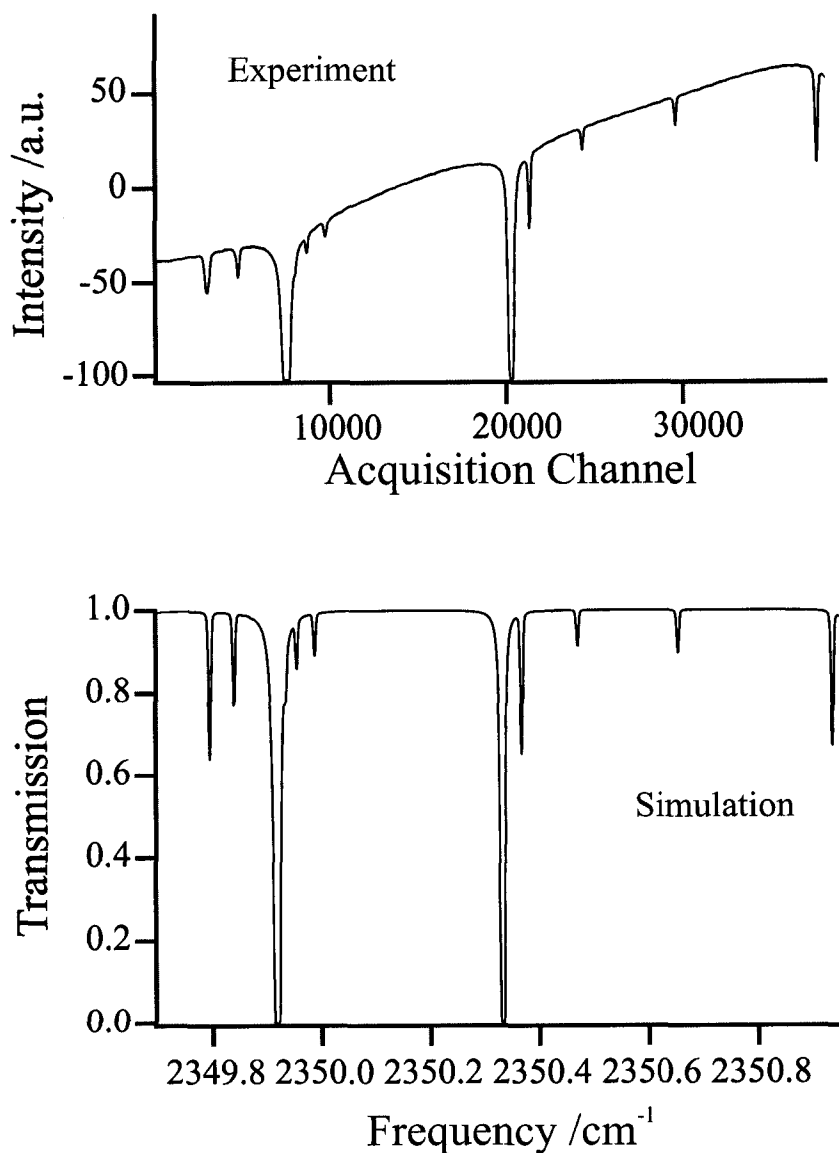 Experiment
Intensity /a.u.
50
0
-50
-100
10000 20000 30000
Acquisition Channel
Transmission
1.0
0.8
0.6
0.4
0.2
0.0
Simulation
2349.8 2350.0 2350.2 2350.4 2350.6 2350.8
Frequency /cm⁻¹